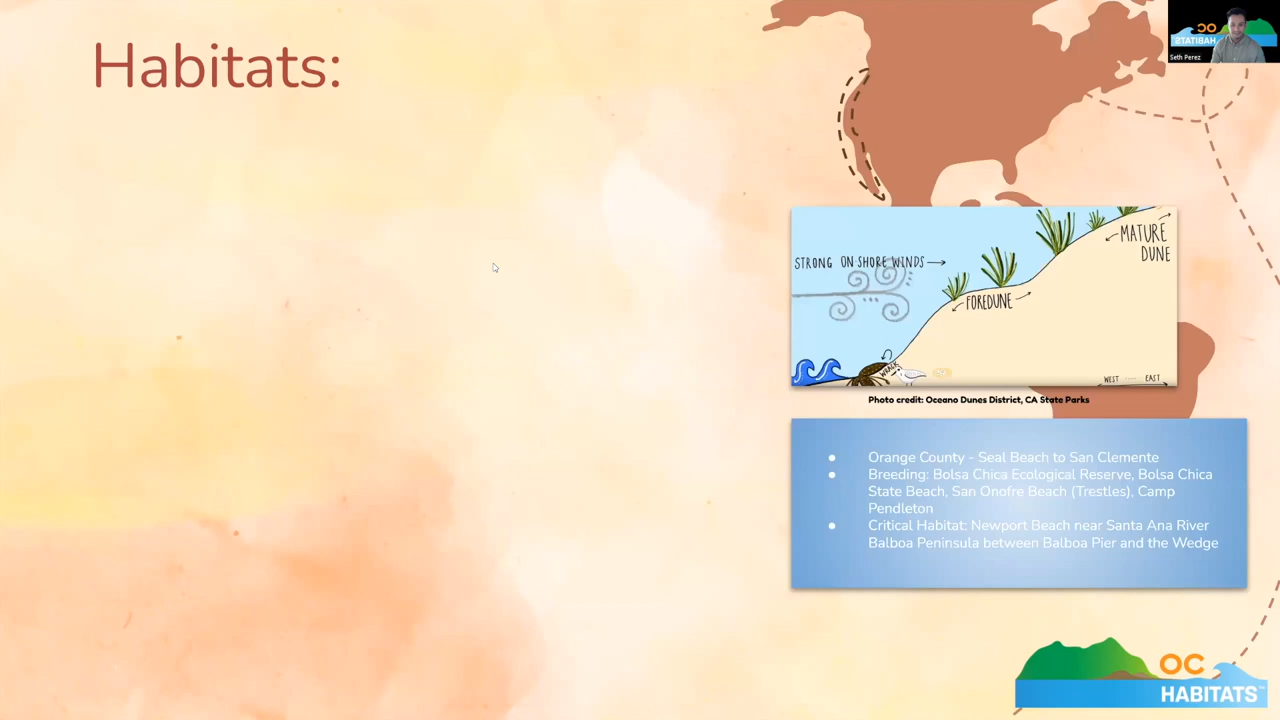 Habitats:
OC
HABITATS
Seth Perez
STRONG ON-SHORE WINDS
MATURE
DUNE
FOREDUNE
WRACK
WEST
EAST
Photo credit: Oceano Dunes District, CA State Parks
● Orange County - Seal Beach to San Clemente
● Breeding: Bolsa Chica Ecological Reserve, Bolsa Chica
State Beach, San Onofre Beach (Trestles), Camp
Pendleton
● Critical Habitat: Newport Beach near Santa Ana River
Balboa Peninsula between Balboa Pier and the Wedge
OC
HABITATS™